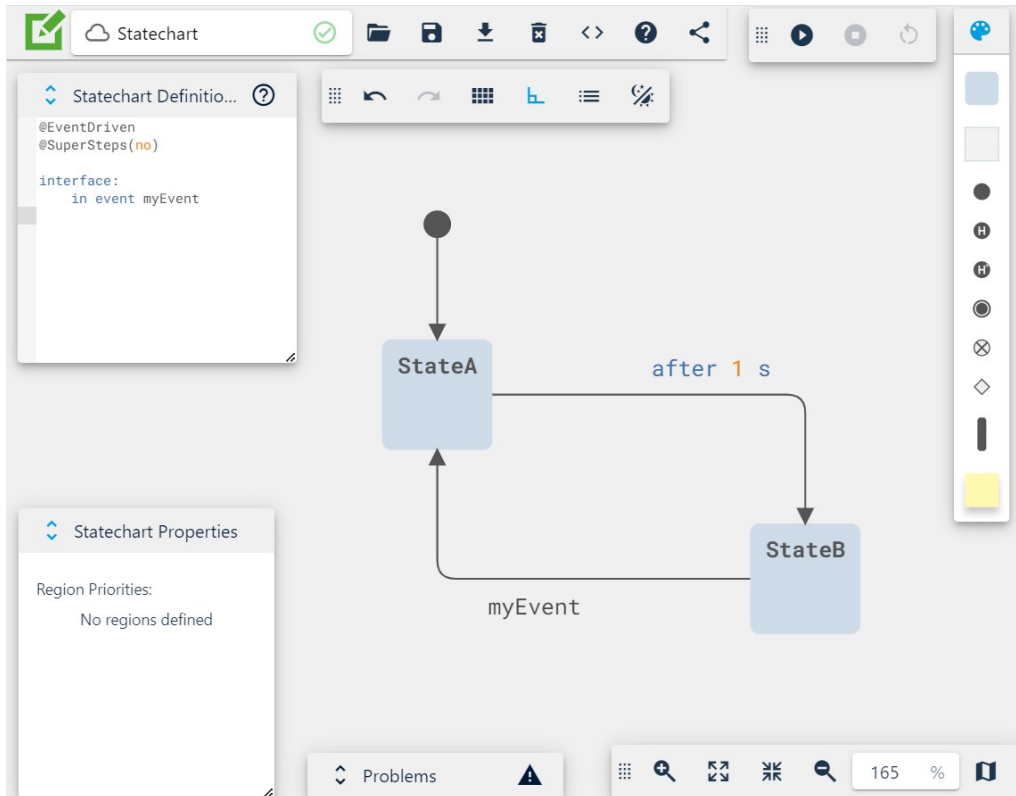 Statechart
Statechart Definitio...
@EventDriven
@SuperSteps(no)
interface:
in event myEvent
StateA
after 1 s
StateB
myEvent
Statechart Properties
Region Priorities:
No regions defined
Problems
165 %